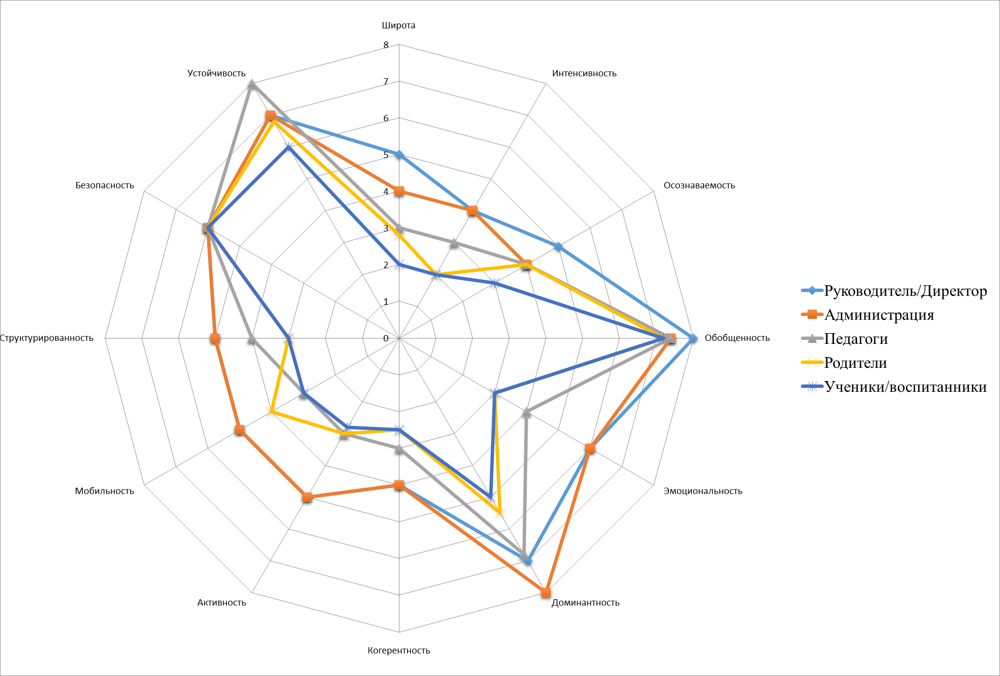 Широта
8
Устойчивость
Интенсивность
7
6
5
Безопасность
Осознаваемость
4
3
2
1
Структурированность
0
Обобщенность
Мобильность
Эмоциональность
Активность
Доминантность
Когерентность
Руководитель/Директор
Администрация
Педагоги
Родители
Ученики/воспитанники